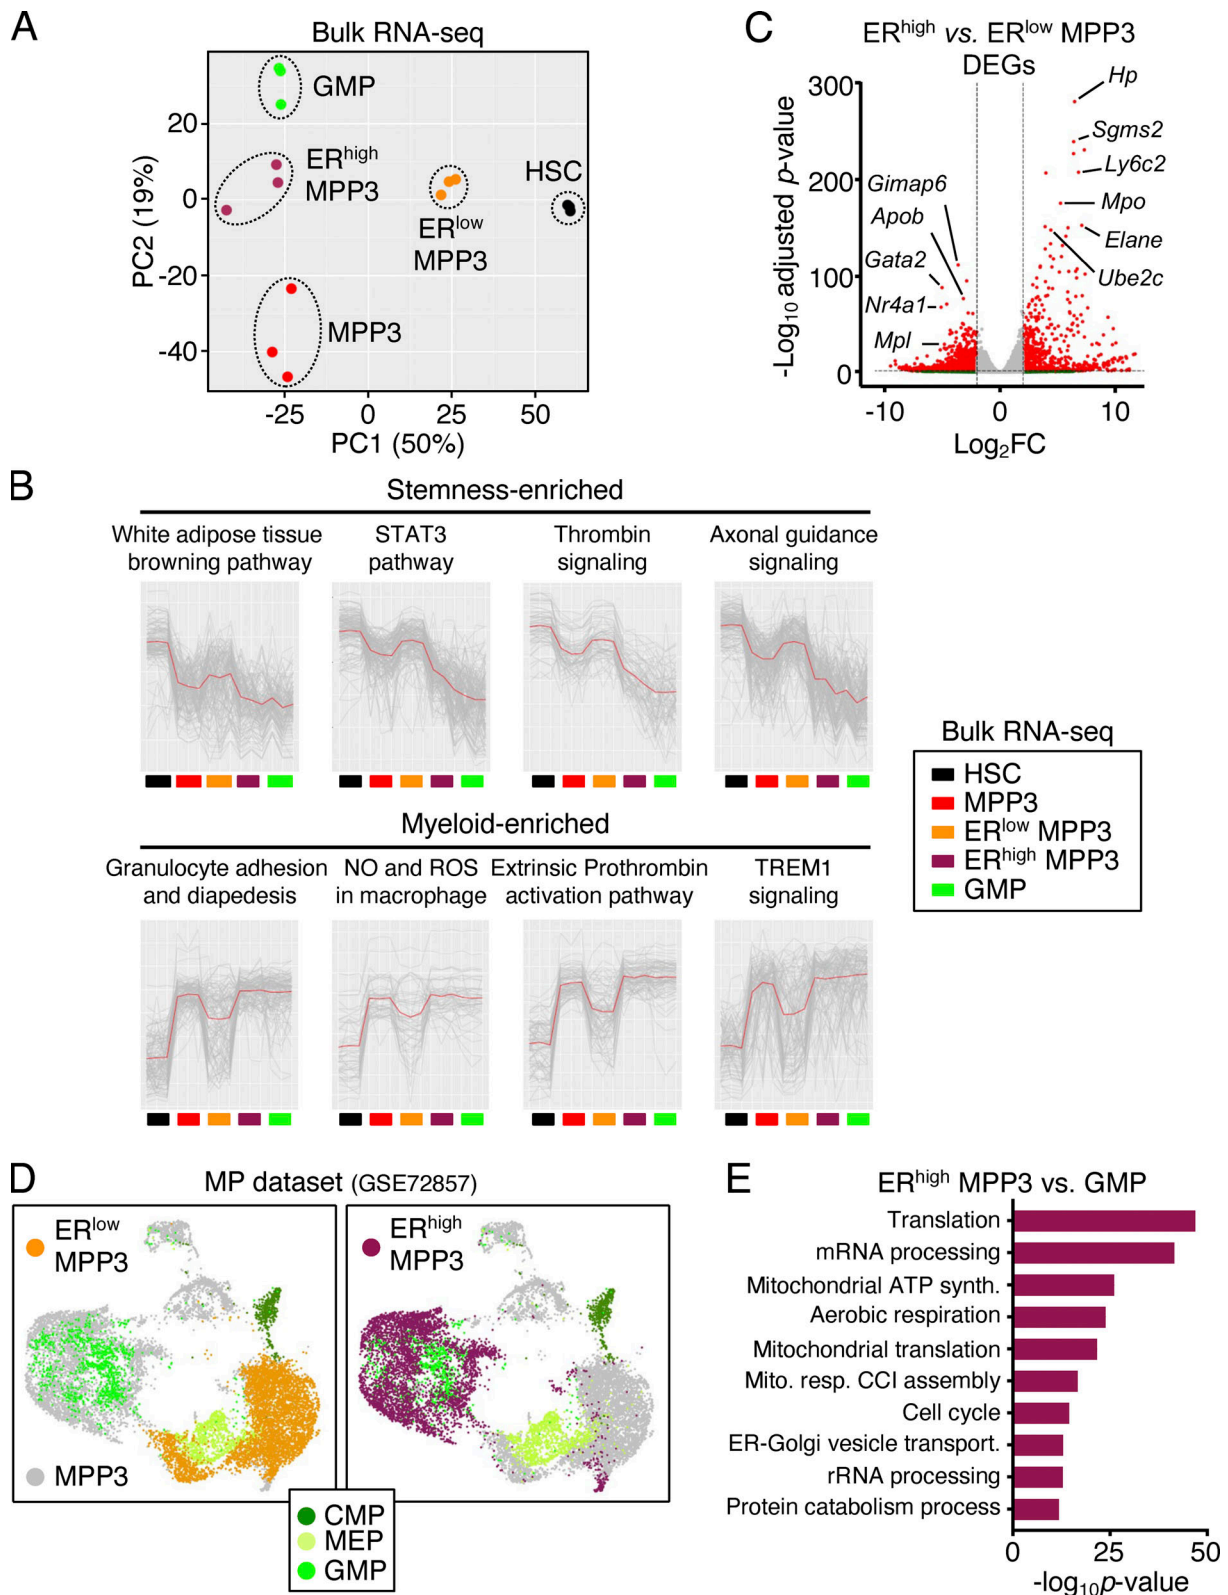 A
Bulk RNA-seq
GMP
ER^high
MPP3
HSC
ER^low
MPP3
MPP3
20
0
-20
-40
PC2 (19%)
-25
0
25
50
PC1 (50%)
C
ER^high vs. ER^low MPP3
DEGs
Hp
Sgms2
Ly6c2
Mpo
Elane
Ube2c
Gimap6
Apob
Gata2
Nr4a1
Mpl
300
200
100
0
-Log10 adjusted p-value
-10
0
10
Log2FC
B
Stemness-enriched
White adipose tissue
browning pathway
STAT3
pathway
Thrombin
signaling
Axonal guidance
signaling
Myeloid-enriched
Granulocyte adhesion
and diapedesis
NO and ROS
in macrophage
Extrinsic Prothrombin
activation pathway
TREM1
signaling
Bulk RNA-seq
HSC
MPP3
ER^low MPP3
ER^high MPP3
GMP
D
MP dataset (GSE72857)
ER^low
MPP3
MPP3
ER^high
MPP3
CMP
MEP
GMP
E
ER^high MPP3 vs. GMP
Translation
mRNA processing
Mitochondrial ATP synth.
Aerobic respiration
Mitochondrial translation
Mito. resp. CCI assembly
Cell cycle
ER-Golgi vesicle transport.
rRNA processing
Protein catabolism process
0
25
50
-log10p-value